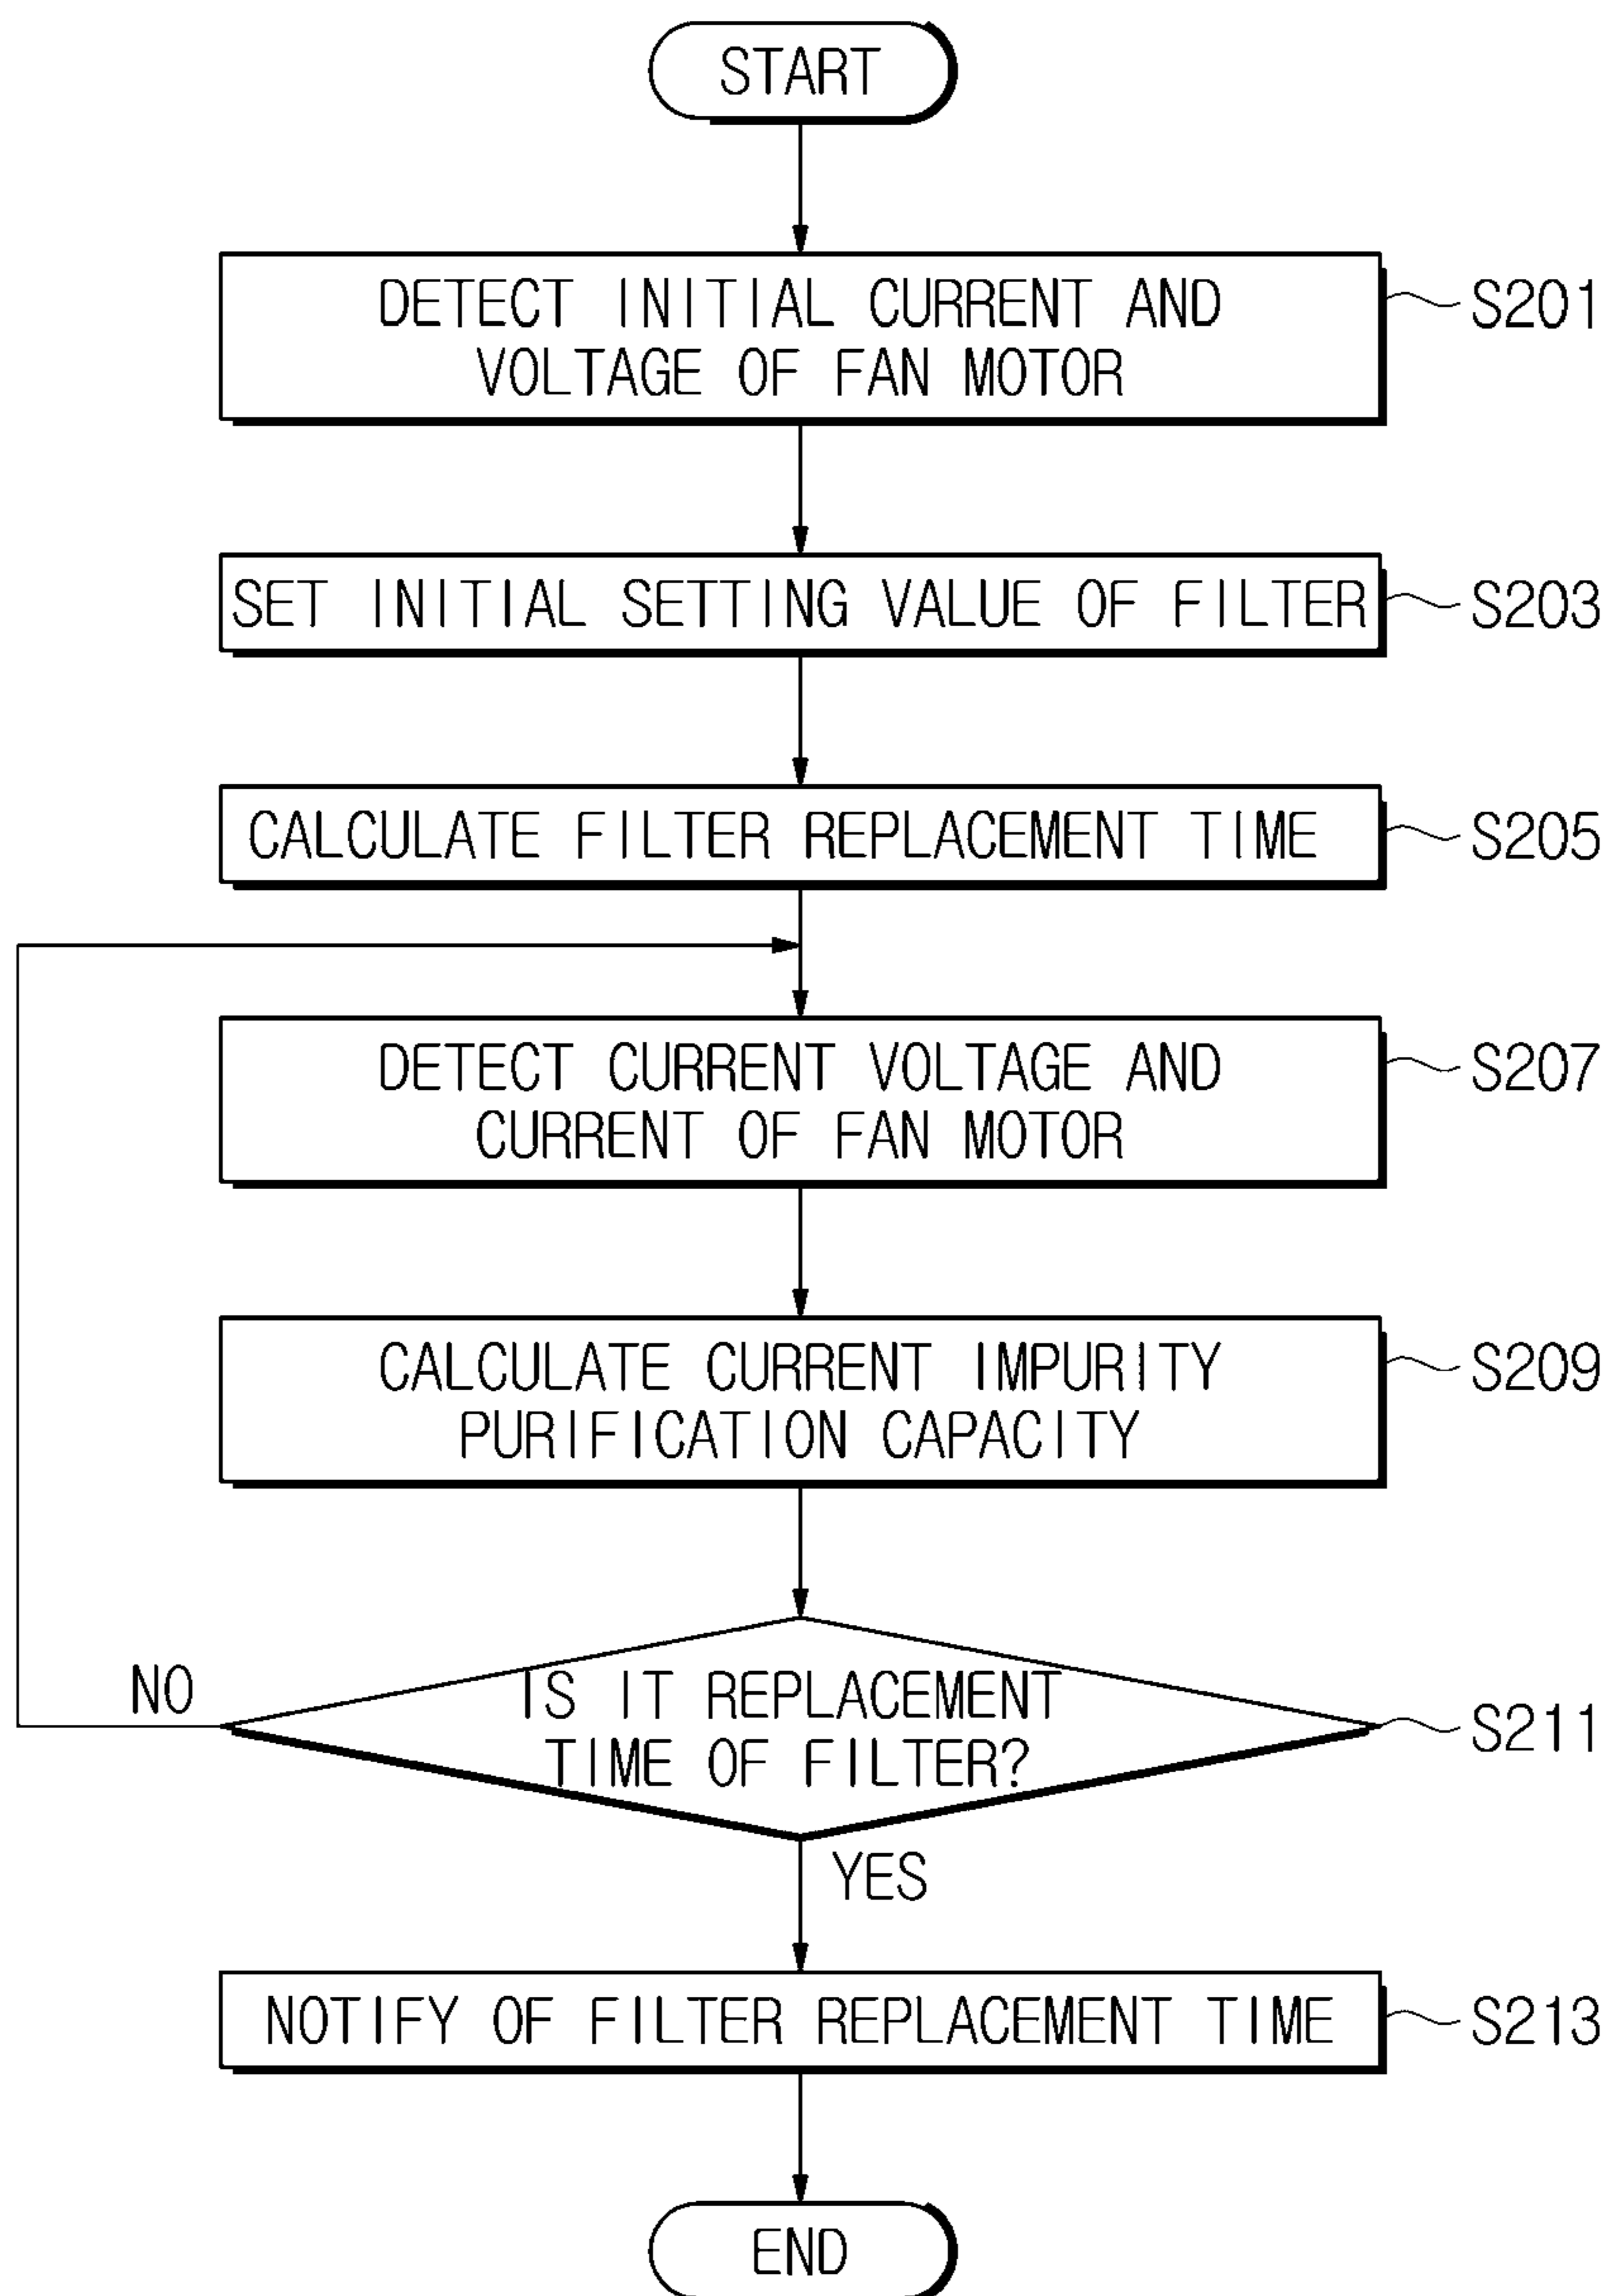 START
DETECT INITIAL CURRENT AND
VOLTAGE OF FAN MOTOR
S201
SET INITIAL SETTING VALUE OF FILTER
S203
CALCULATE FILTER REPLACEMENT TIME
S205
DETECT CURRENT VOLTAGE AND
CURRENT OF FAN MOTOR
S207
CALCULATE CURRENT IMPURITY
PURIFICATION CAPACITY
S209
NO
IS IT REPLACEMENT
TIME OF FILTER?
S211
YES
NOTIFY OF FILTER REPLACEMENT TIME
S213
END